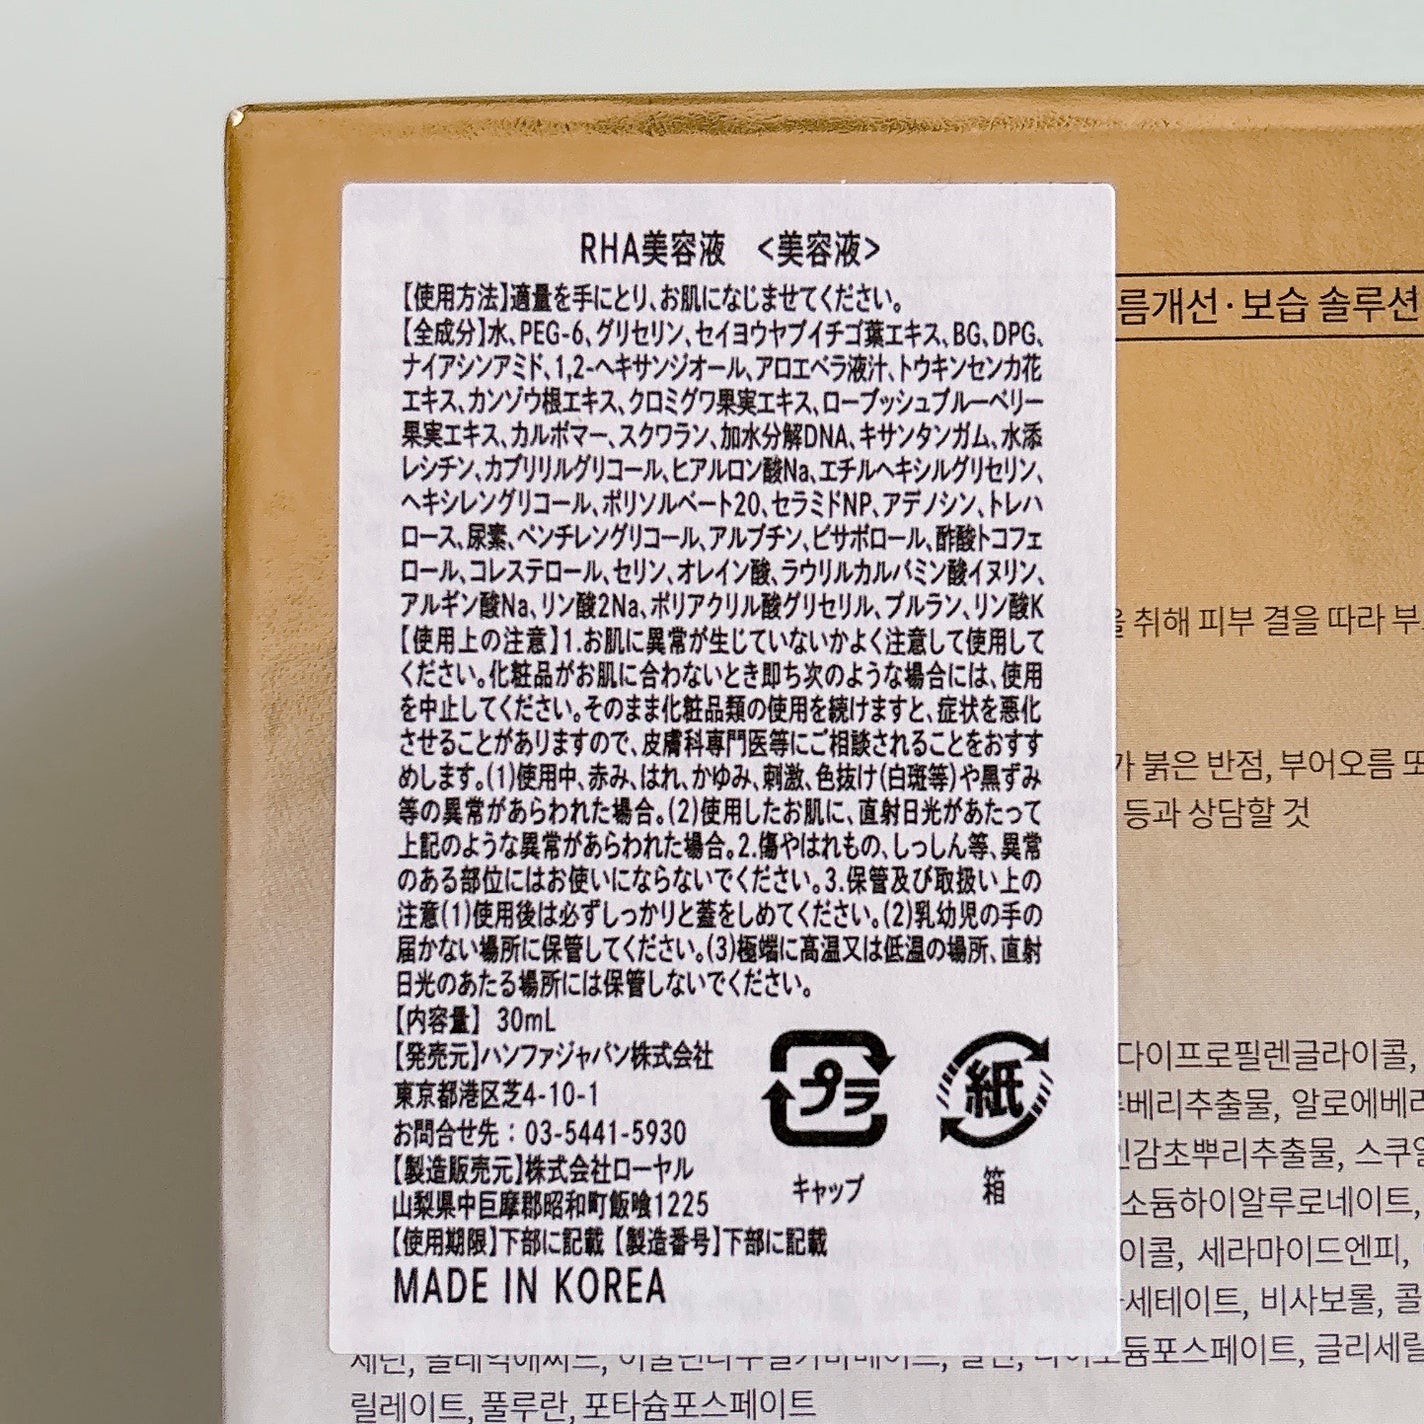 RHA美容液 <美容液>
【使用方法】適量を手にとり、お肌になじませてください。
【全成分】水、PEG-6、グリセリン、セイヨウヤブイチゴ葉エキス、BG、DPG、
ナイアシンアミド、1,2-ヘキサンジオール、アロエベラ液汁、トウキンセンカ花
エキス、カンゾウ根エキス、クロミグワ果実エキス、ローブッシュブルーベリー
果実エキス、カルボマー、スクワラン、加水分解DNA、キサンタンガム、水添
レシチン、カプリリルグリコール、ヒアルロン酸Na、エチルヘキシルグリセリン、
ヘキシレングリコール、ポリソルベート20、セラミドNP、アデノシン、トレハ
ロース、尿素、ペンチレングリコール、アルブチン、ビサボロール、酢酸トコフェ
ロール、コレステロール、セリン、オレイン酸、ラウリルカルバミン酸イヌリン、
アルギン酸Na、リン酸2Na、ポリアクリル酸グリセリル、プルラン、リン酸K
【使用上の注意】1.お肌に異常が生じていないかよく注意して使用して
ください。化粧品がお肌に合わないとき即ち次のような場合には、使用
を中止してください。そのまま化粧品類の使用を続けますと、症状を悪化
させることがありますので、皮膚科専門医等にご相談されることをおすす
めします。(1)使用中、赤み、はれ、かゆみ、刺激、色抜け(白斑等)や黒ずみ
等の異常があらわれた場合。(2)使用したお肌に、直射日光があたって
上記のような異常があらわれた場合。2.傷やはれもの、しっしん等、異常
のある部位にはお使いにならないでください。3.保管及び取扱い上の
注意(1)使用後は必ずしっかりと蓋をしめてください。(2)乳幼児の手の
届かない場所に保管してください。(3)極端に高温又は低温の場所、直射
日光のあたる場所には保管しないでください。
【内容量】 30mL
【発売元】ハンファジャパン株式会社
東京都港区芝4-10-1
お問合せ先：03-5441-5930
【製造販売元】株式会社ローヤル
山梨県中巨摩郡昭和町飯喰1225
【使用期限】下部に記載【製造番号】下部に記載
MADE IN KOREA
プラ
キャップ
紙
箱
름개선·보습 솔루션
취해 피부 결을 따라 부
가 붉은 반점, 부어오름 또
등과 상담할 것
다이프로필렌글라이콜,
베리추출물, 알로에베라
인감초뿌리추출물, 스쿠알
소듐하이알루로네이트,
이콜, 세라마이드엔피,
세테이트, 비사보롤, 콜
듐포스페이트, 글리세릴
릴레이트, 풀루란, 포타슘포스페이트